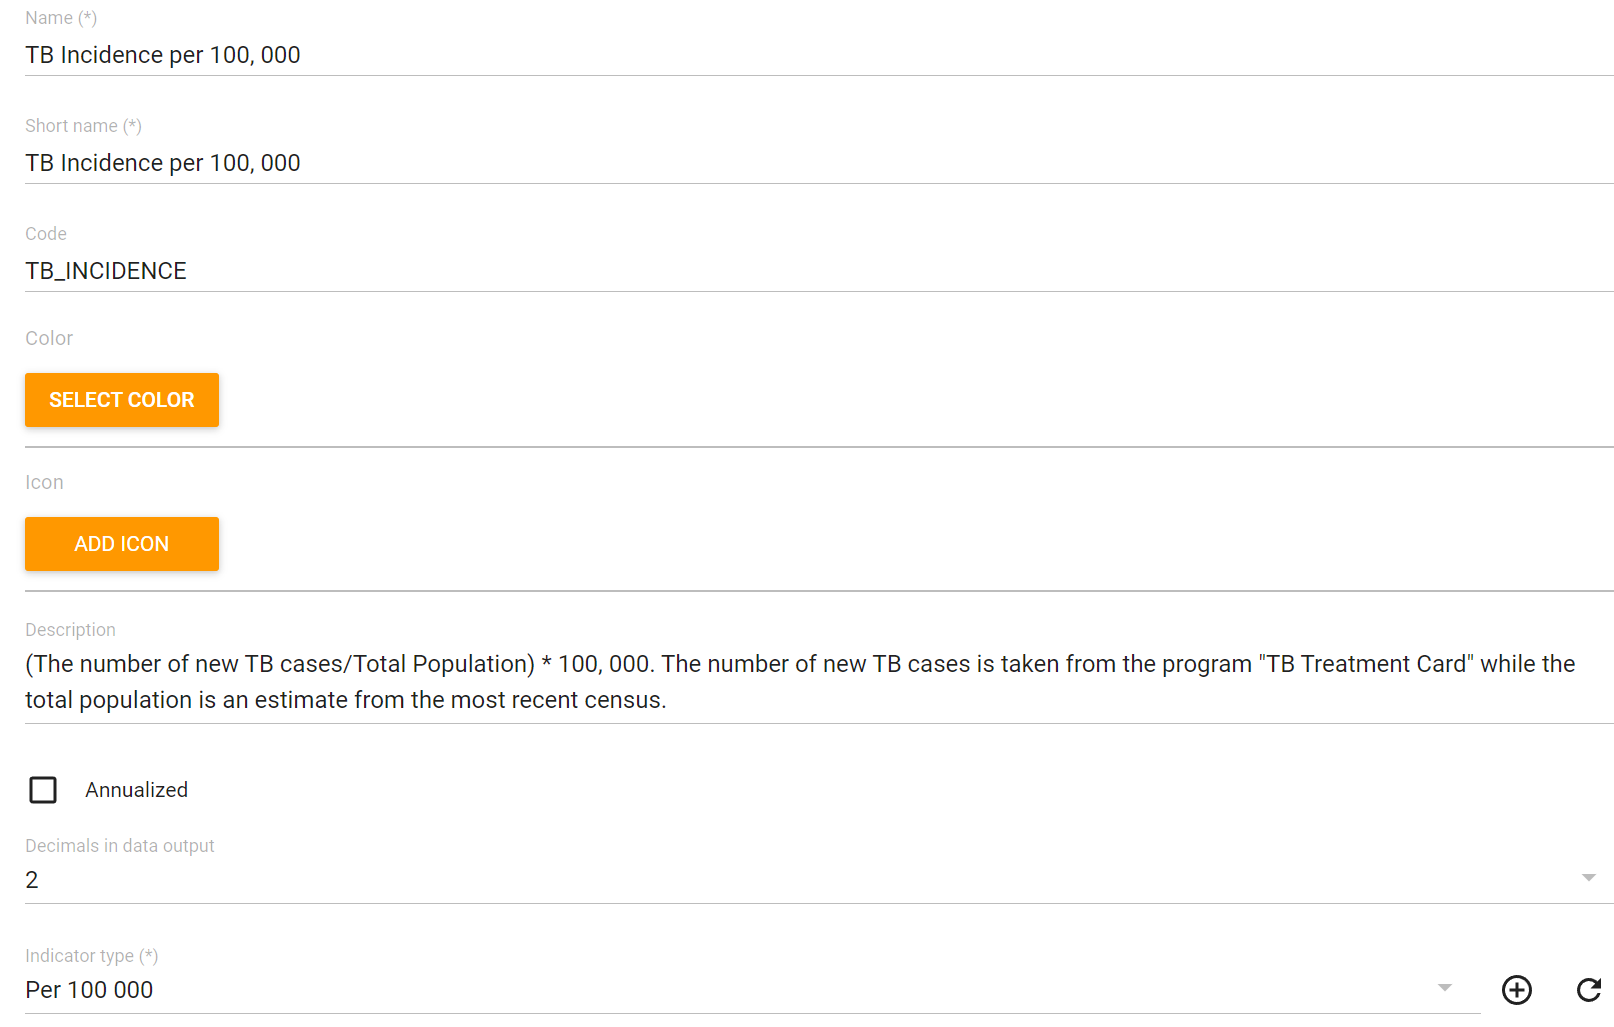 Name (*)
TB Incidence per 100, 000
Short name (*)
TB Incidence per 100, 000
Code
TB_INCIDENCE
Color
SELECT COLOR
Icon
ADD ICON
Description
(The number of new TB cases/Total Population) * 100, 000. The number of new TB cases is taken from the program "TB Treatment Card" while the
total population is an estimate from the most recent census.
Annualized
Decimals in data output
2
Indicator type (*)
Per 100 000